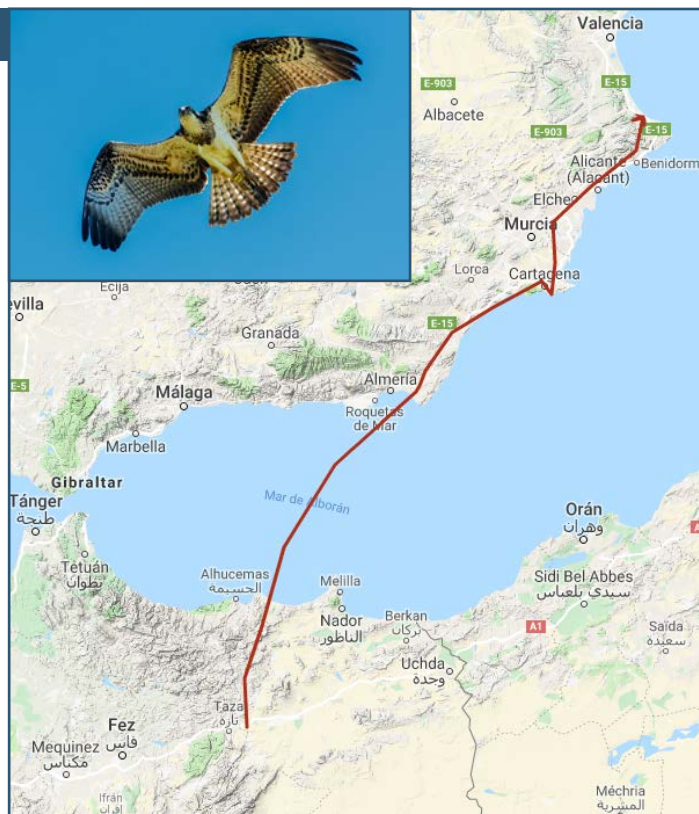 Valencia
E-903
E-15
Albacete
E-903
E-15
Alicante
(Alacant)
Benidorm
Elche
Murcia
Lorca
Cartagena
Écija
villa
Granada
E-15
Almería
E-5
Málaga
Roquetas
de Mar
Marbella
Gibraltar
Mar de Alborán
Tánger
طنجة
Orán
وهران
Tetuán
تطوان
Alhucemas
الحسيمة
Melilla
Sidi Bel Abbes
سيدي بلعباس
Nador
الناظور
Berkan
بركان
A1
Saïda
سعيدة
Uchda
وجدة
Taza
تازة
Fez
فاس
Mequinez
مكناس
Ifrán
إفران
Méchria
المشرية